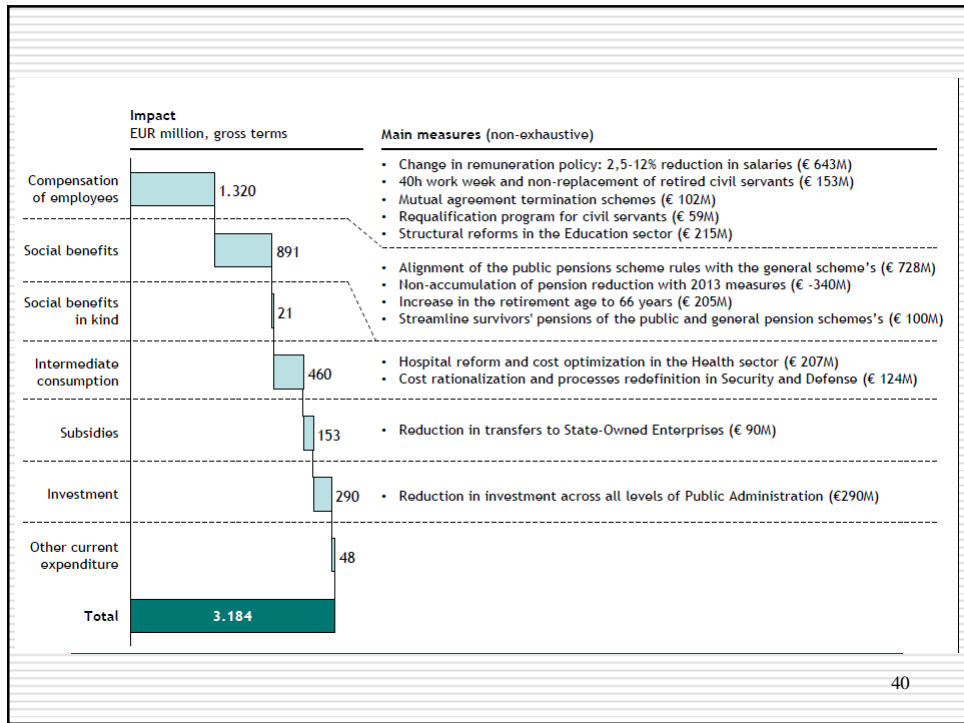 Impact
EUR million, gross terms
Main measures (non-exhaustive)
Compensation
of employees
1.320
• Change in remuneration policy: 2,5-12% reduction in salaries (€ 643M)
• 40h work week and non-replacement of retired civil servants (€ 153M)
• Mutual agreement termination schemes (€ 102M)
• Requalification program for civil servants (€ 59M)
• Structural reforms in the Education sector (€ 215M)
Social benefits
891
• Alignment of the public pensions scheme rules with the general scheme's (€ 728M)
• Non-accumulation of pension reduction with 2013 measures (€ -340M)
• Increase in the retirement age to 66 years (€ 205M)
• Streamline survivors' pensions of the public and general pension schemes's (€ 100M)
Social benefits
in kind
21
Intermediate
consumption
460
• Hospital reform and cost optimization in the Health sector (€ 207M)
• Cost rationalization and processes redefinition in Security and Defense (€ 124M)
Subsidies
153
• Reduction in transfers to State-Owned Enterprises (€ 90M)
Investment
290
• Reduction in investment across all levels of Public Administration (€290M)
Other current
expenditure
48
Total
3.184
40